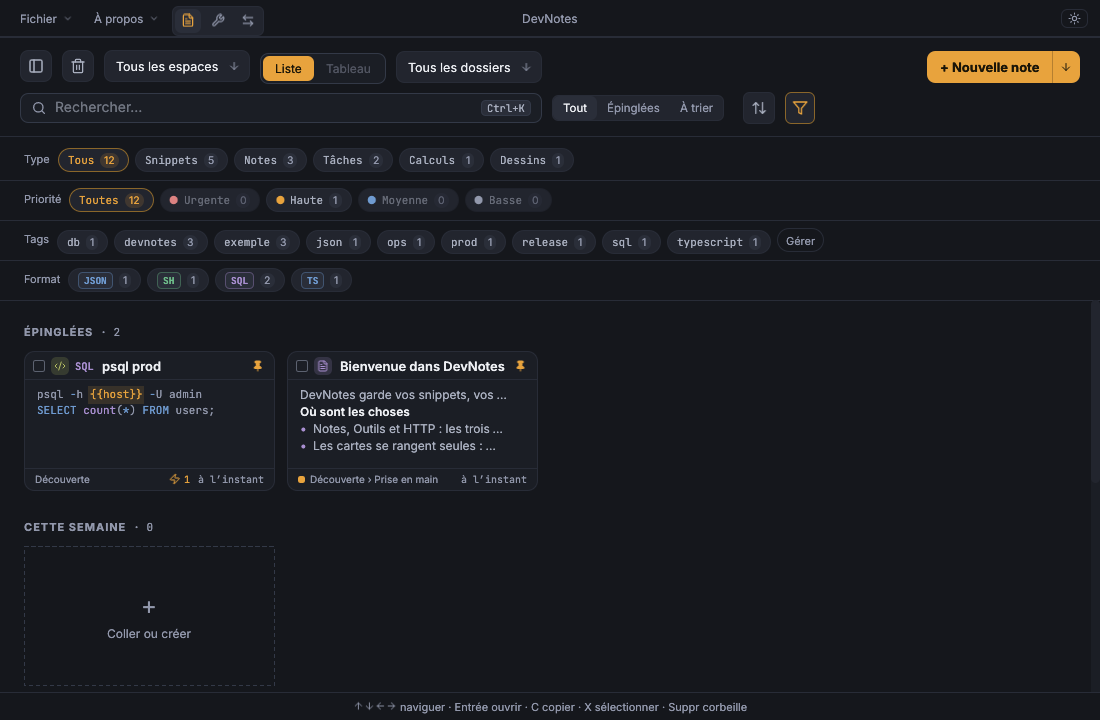 Fichier À propos DevNotes
Tous les espaces Liste Tableau Tous les dossiers + Nouvelle note
Rechercher... Ctrl+K Tout Épinglées À trier
Type Tous 12 Snippets 5 Notes 3 Tâches 2 Calculs 1 Dessins 1
Priorité Toutes 12 Urgente 0 Haute 1 Moyenne 0 Basse 0
Tags db 1 devnotes 3 exemple 3 json 1 ops 1 prod 1 release 1 sql 1 typescript 1 Gérer
Format JSON 1 SH 1 SQL 2 TS 1
ÉPINGLÉES · 2
</> SQL psql prod
psql -h {{host}} -U admin
SELECT count(*) FROM users;
Découverte 1 à l’instant
Bienvenue dans DevNotes
DevNotes garde vos snippets, vos ...
Où sont les choses
• Notes, Outils et HTTP : les trois ...
• Les cartes se rangent seules : ...
Découverte › Prise en main à l’instant
CETTE SEMAINE · 0
+
Coller ou créer
↑↓←→ naviguer · Entrée ouvrir · C copier · X sélectionner · Suppr corbeille